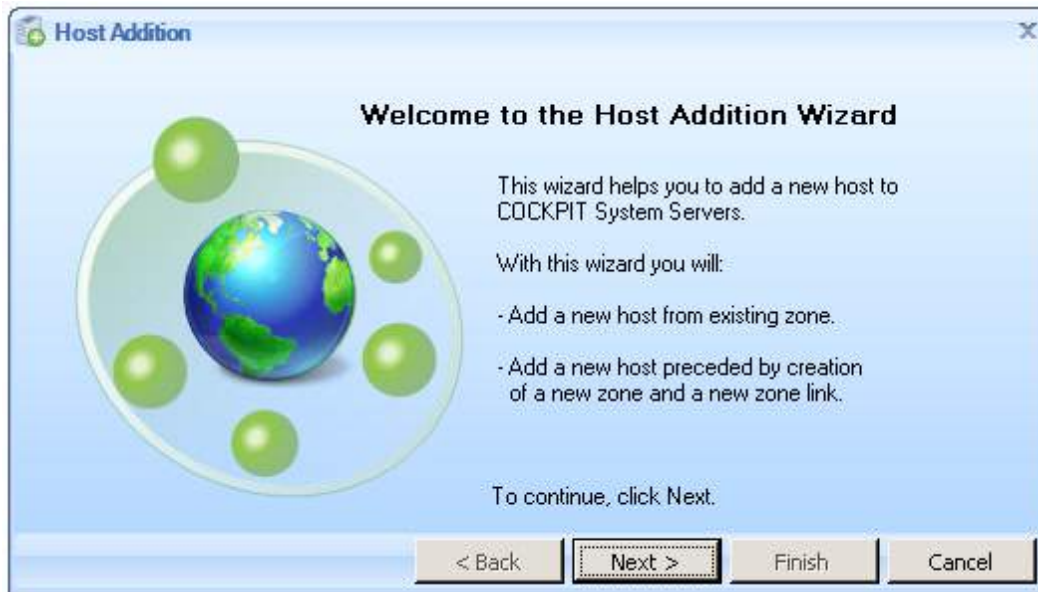 Host Addition
Welcome to the Host Addition Wizard
This wizard helps you to add a new host to
COCKPIT System Servers.
With this wizard you will:
- Add a new host from existing zone.
- Add a new host preceded by creation
of a new zone and a new zone link.
To continue, click Next.
< Back Next > Finish Cancel